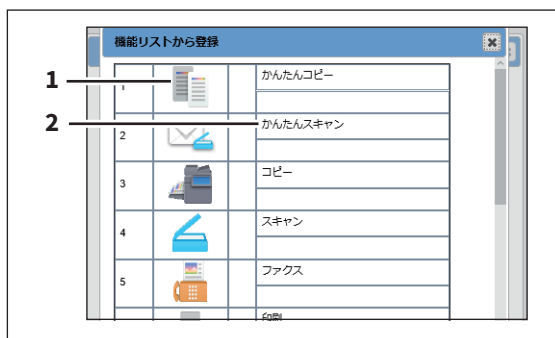 機能リストから登録
1
1
かんたんコピー
2
2
かんたんスキャン
3
コピー
4
スキャン
5
ファクス
印刷